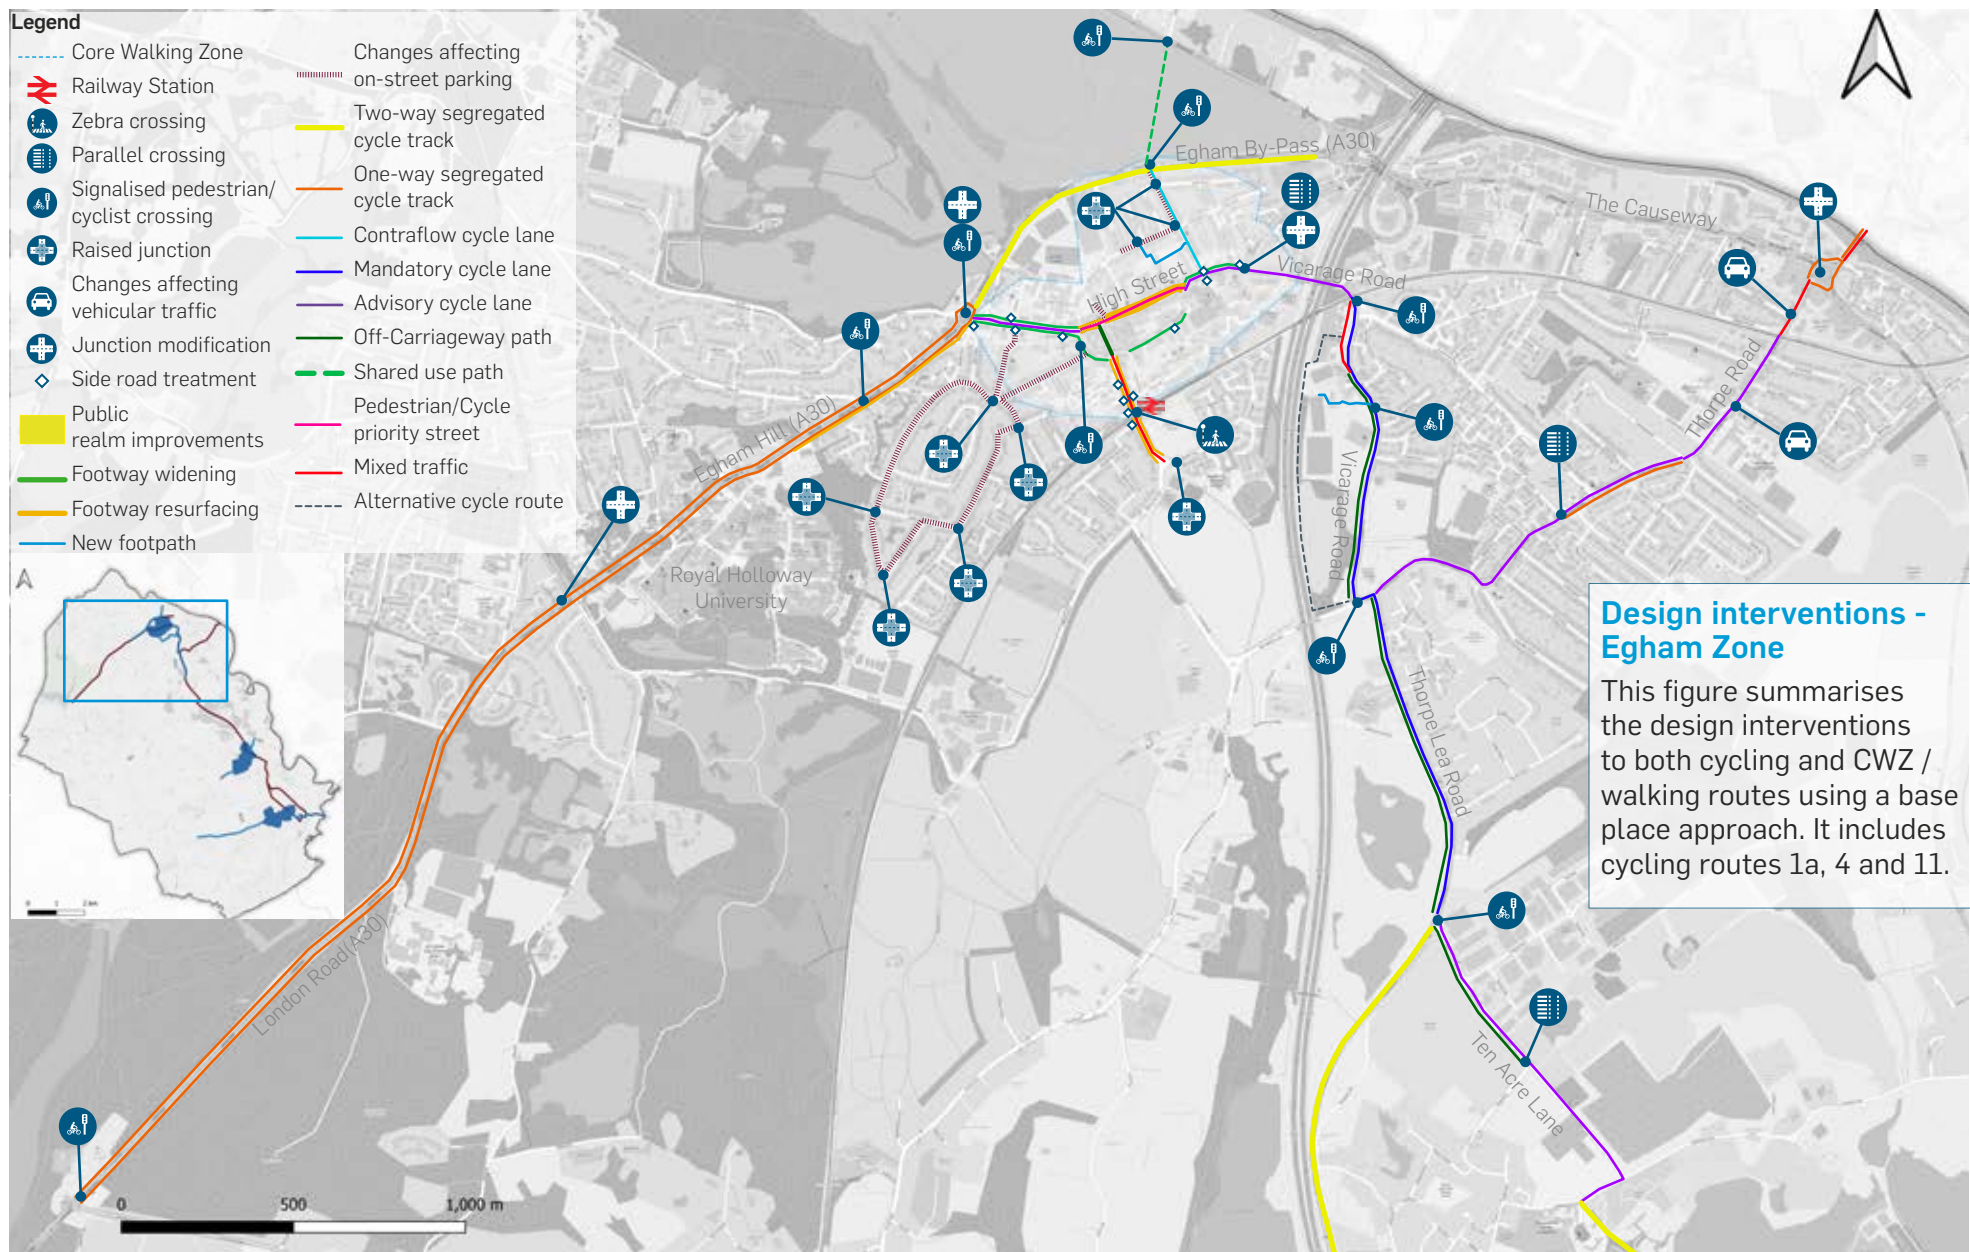 Legend
Core Walking Zone
Railway Station
Zebra crossing
Parallel crossing
Signalised pedestrian/
cyclist crossing
Raised junction
Changes affecting
vehicular traffic
Junction modification
Side road treatment
Public
realm improvements
Footway widening
Footway resurfacing
New footpath
Changes affecting
on-street parking
Two-way segregated
cycle track
One-way segregated
cycle track
Contraflow cycle lane
Mandatory cycle lane
Advisory cycle lane
Off-Carriageway path
Shared use path
Pedestrian/Cycle
priority street
Mixed traffic
Alternative cycle route
Egham By-Pass (A30)
The Causeway
Vicarage Road
High Street
Thorpe Road
Egham Hill (A30)
Vicarage Road
Royal Holloway
University
Thorpe Lea Road
London Road(A30)
Ten Acre Lane
Design interventions -
Egham Zone
This figure summarises
the design interventions
to both cycling and CWZ /
walking routes using a base
place approach. It includes
cycling routes 1a, 4 and 11.
0 500 1,000 m